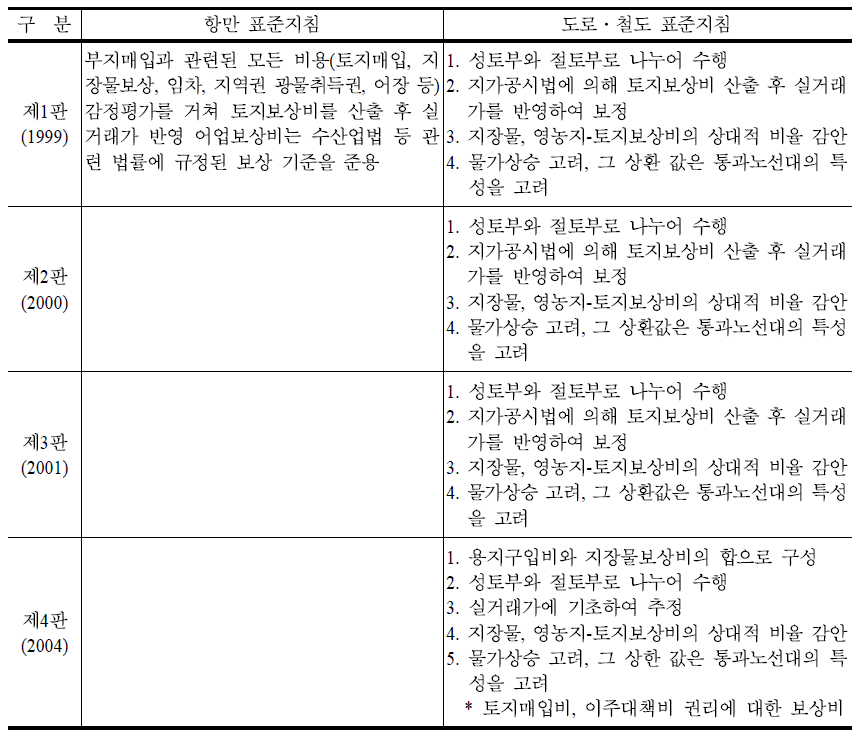 구 분 항만 표준지침 도로·철도 표준지침
제1판
(1999)
부지매입과 관련된 모든 비용(토지매입, 지
장물보상, 임차, 지역권 광물취득권, 어장 등)
감정평가를 거쳐 토지보상비를 산출 후 실
거래가 반영 어업보상비는 수산업법 등 관
련 법률에 규정된 보상 기준을 준용
1. 성토부와 절토부로 나누어 수행
2. 지가공시법에 의해 토지보상비 산출 후 실거래
가를 반영하여 보정
3. 지장물, 영농지-토지보상비의 상대적 비율 감안
4. 물가상승 고려, 그 상환 값은 통과노선대의 특
성을 고려
제2판
(2000)
1. 성토부와 절토부로 나누어 수행
2. 지가공시법에 의해 토지보상비 산출 후 실거래
가를 반영하여 보정
3. 지장물, 영농지-토지보상비의 상대적 비율 감안
4. 물가상승 고려, 그 상환값은 통과노선대의 특성
을 고려
제3판
(2001)
1. 성토부와 절토부로 나누어 수행
2. 지가공시법에 의해 토지보상비 산출 후 실거래
가를 반영하여 보정
3. 지장물, 영농지-토지보상비의 상대적 비율 감안
4. 물가상승 고려, 그 상환값은 통과노선대의 특성
을 고려
제4판
(2004)
1. 용지구입비와 지장물보상비의 합으로 구성
2. 성토부와 절토부로 나누어 수행
3. 실거래가에 기초하여 추정
4. 지장물, 영농지-토지보상비의 상대적 비율 감안
5. 물가상승 고려, 그 상한 값은 통과노선대의 특
성을 고려
* 토지매입비, 이주대책비 권리에 대한 보상비